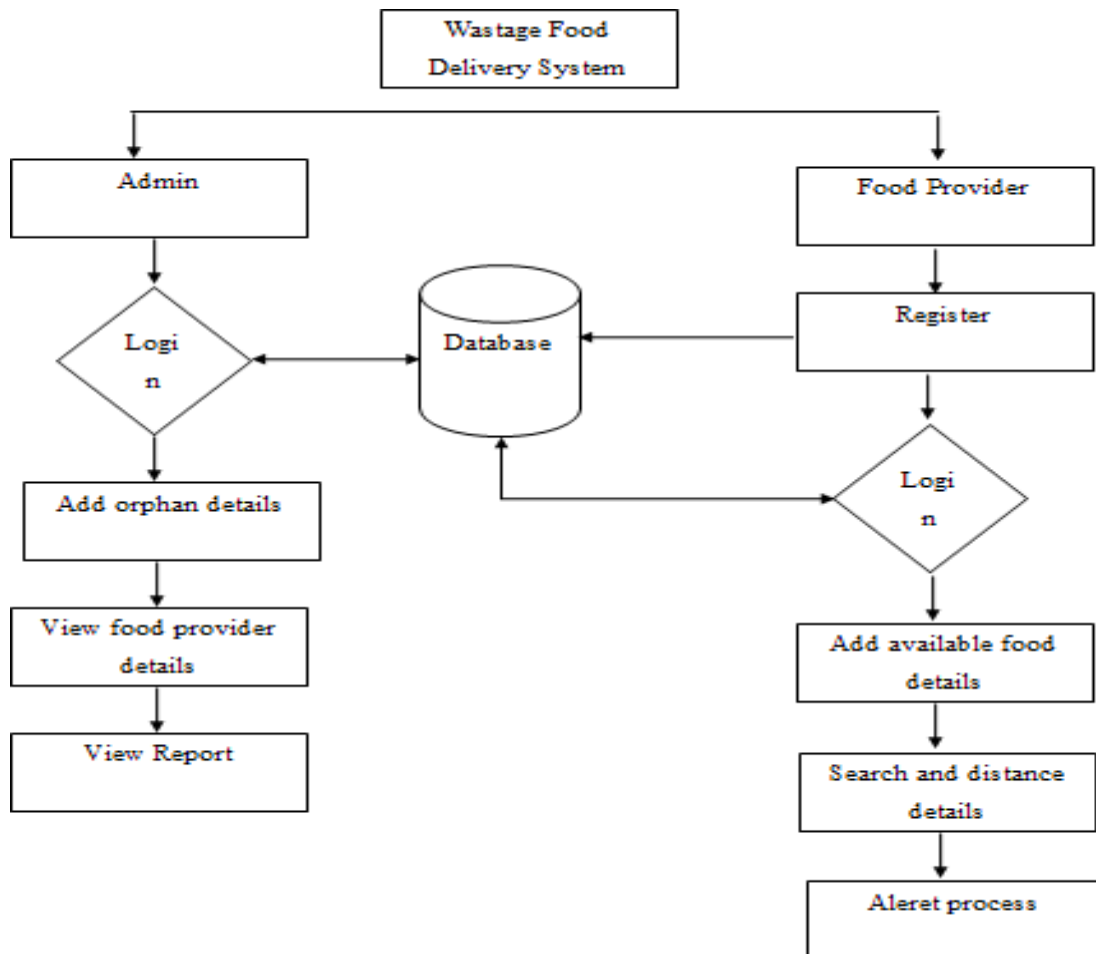 Wastage Food
Delivery System
Admin
Food Provider
Register
Logi
n
Database
Logi
n
Add orphan details
View food provider
details
Add available food
details
View Report
Search and distance
details
Aleret process